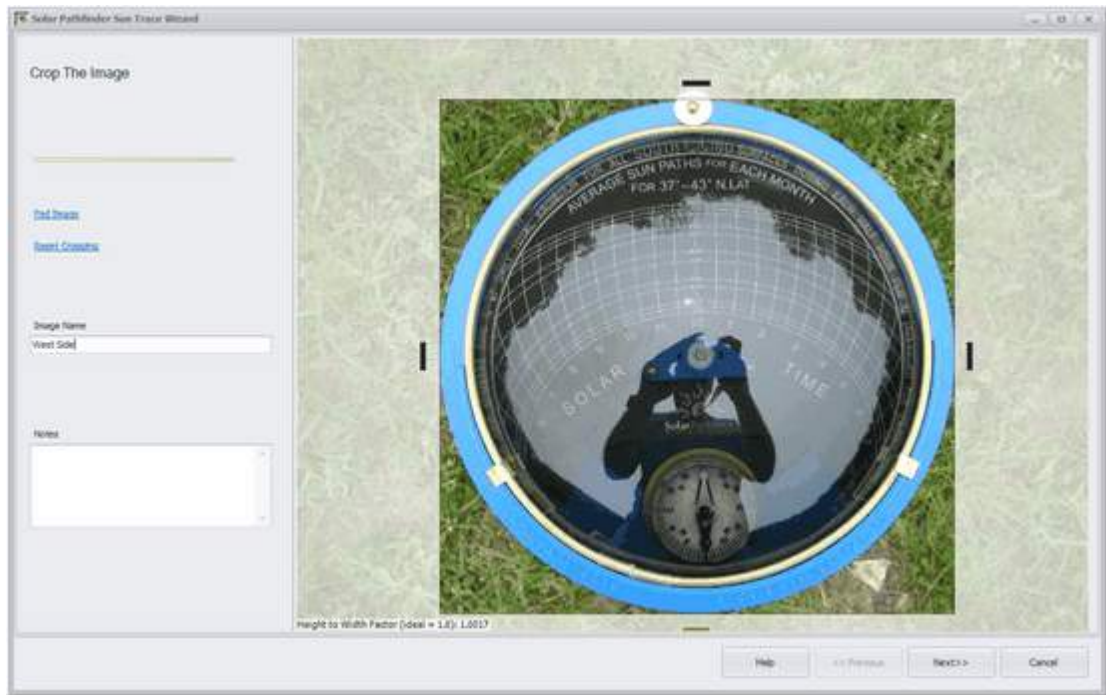 Solar Pathfinder Sun Trace Wizard
Crop The Image
Pad Image
Reset Cropping
Image Name
West Side
Notes
AVERAGE SUN PATHS FOR EACH MONTH
FOR 37°-43° N.LAT
SOLAR
TIME
Solar
Height to Width Factor (ideal = 1.0): 1.0017
Help
<< Previous
Next>>
Cancel